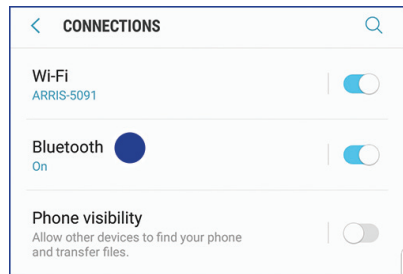 CONNECTIONS
Wi-Fi
ARRIS-5091
Bluetooth
On
Phone visibility
Allow other devices to find your phone
and transfer files.